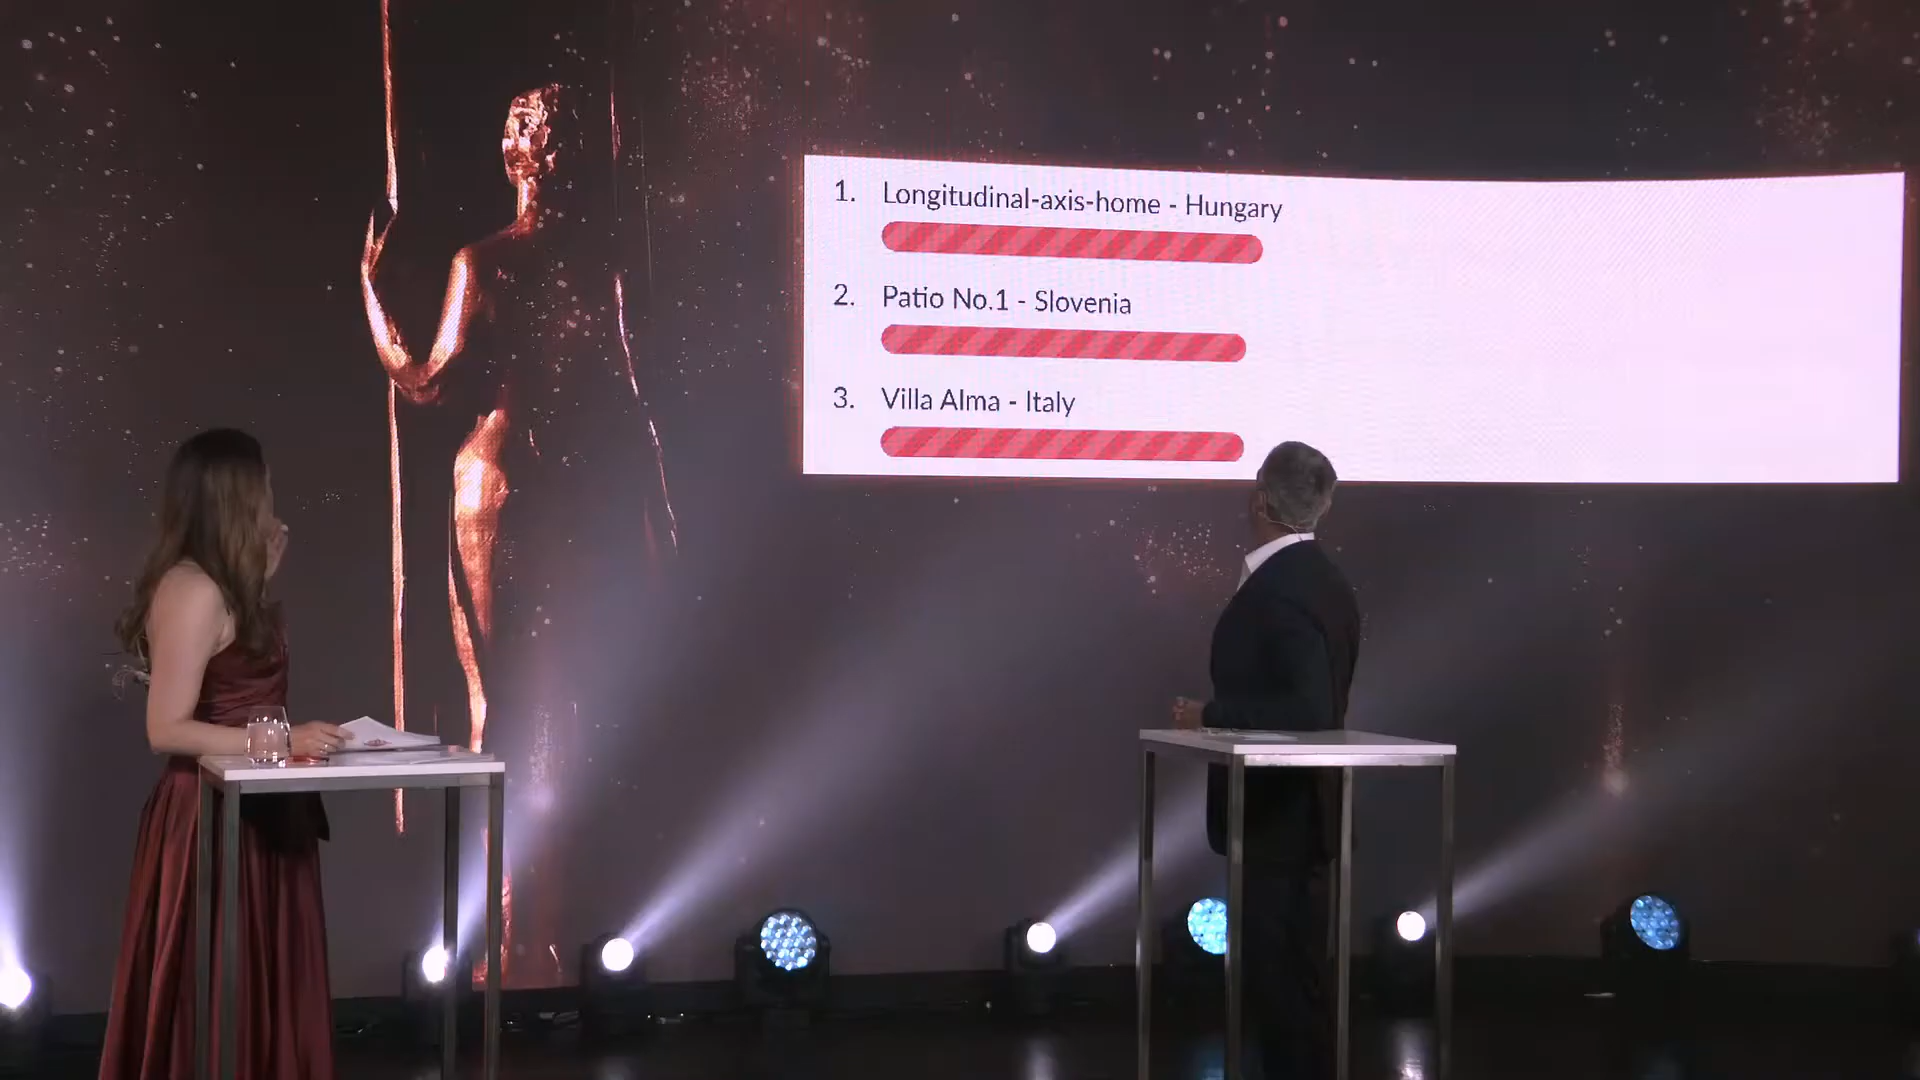 1. Longitudinal-axis-home - Hungary
2. Patio No.1 - Slovenia
3. Villa Alma - Italy